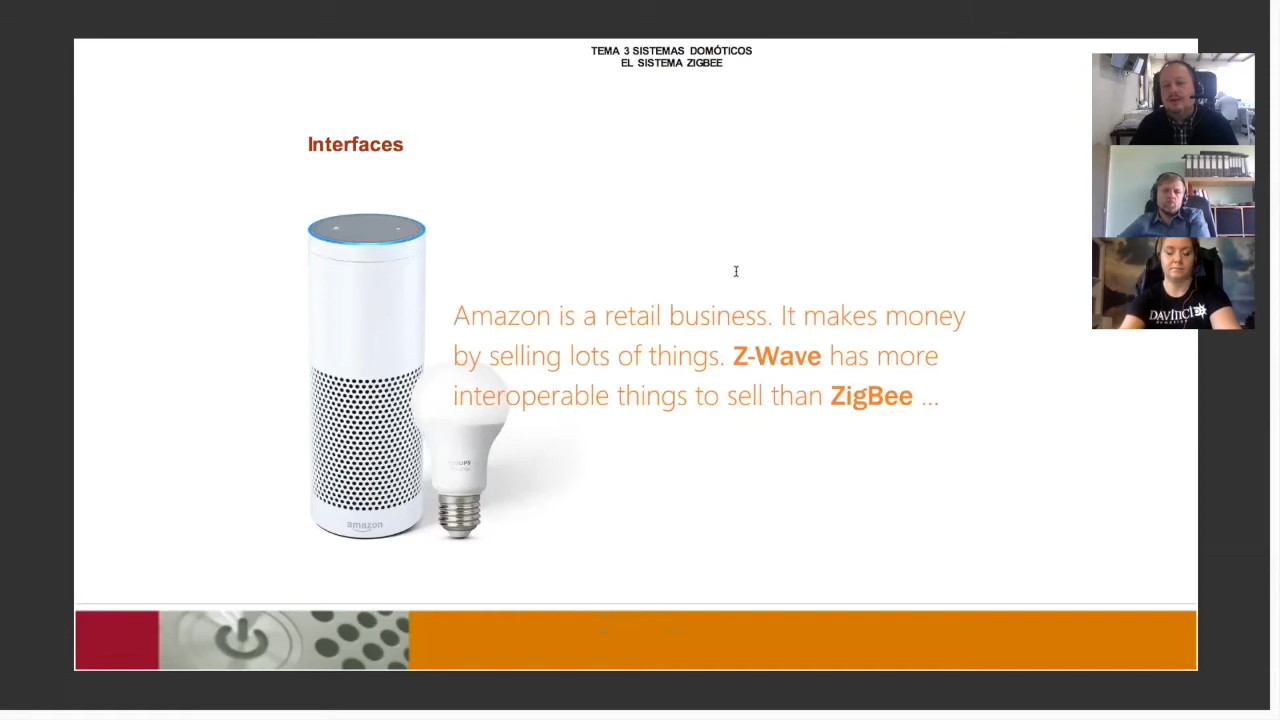 TEMA 3 SISTEMAS DOMÓTICOS
EL SISTEMA ZIGBEE
Interfaces
Amazon is a retail business. It makes money
by selling lots of things. Z-Wave has more
interoperable things to sell than ZigBee ...
amazon
DAVINCI